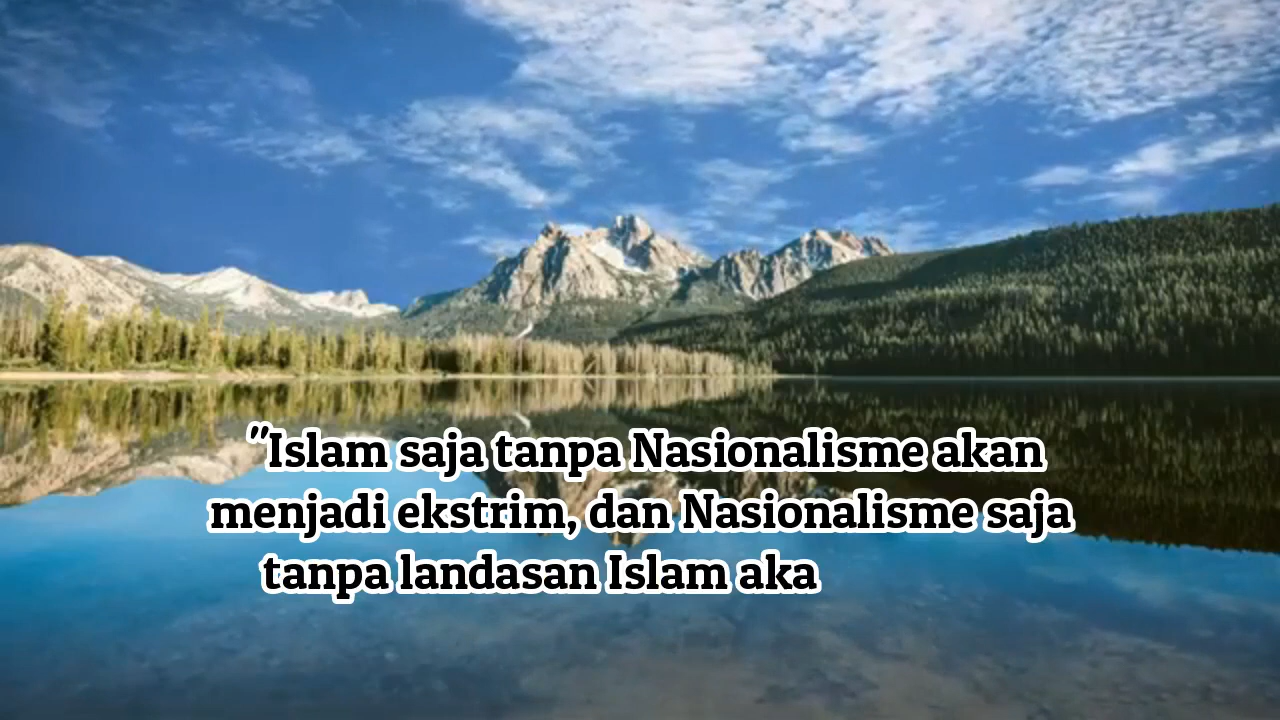 "Islam saja tanpa Nasionalisme akan
menjadi ekstrim, dan Nasionalisme saja
tanpa landasan Islam aka